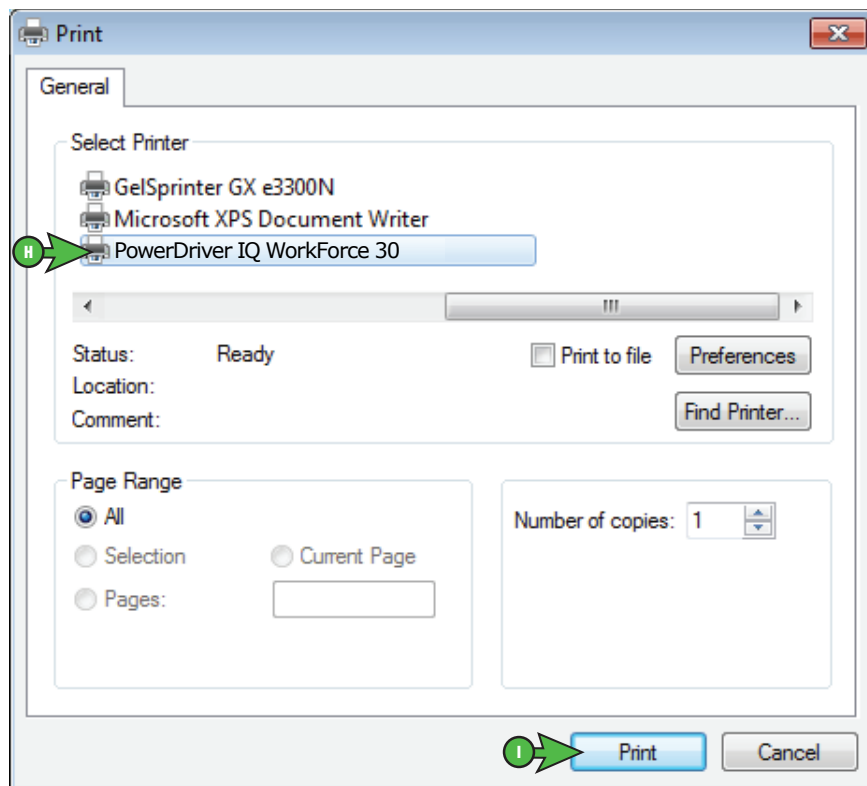 Print
General
Select Printer
GelSprinter GX e3300N
Microsoft XPS Document Writer
H
PowerDriver IQ WorkForce 30
Status: Ready
Print to file
Preferences
Location:
Comment:
Find Printer...
Page Range
All
Number of copies: 1
Selection
Current Page
Pages:
I
Print
Cancel